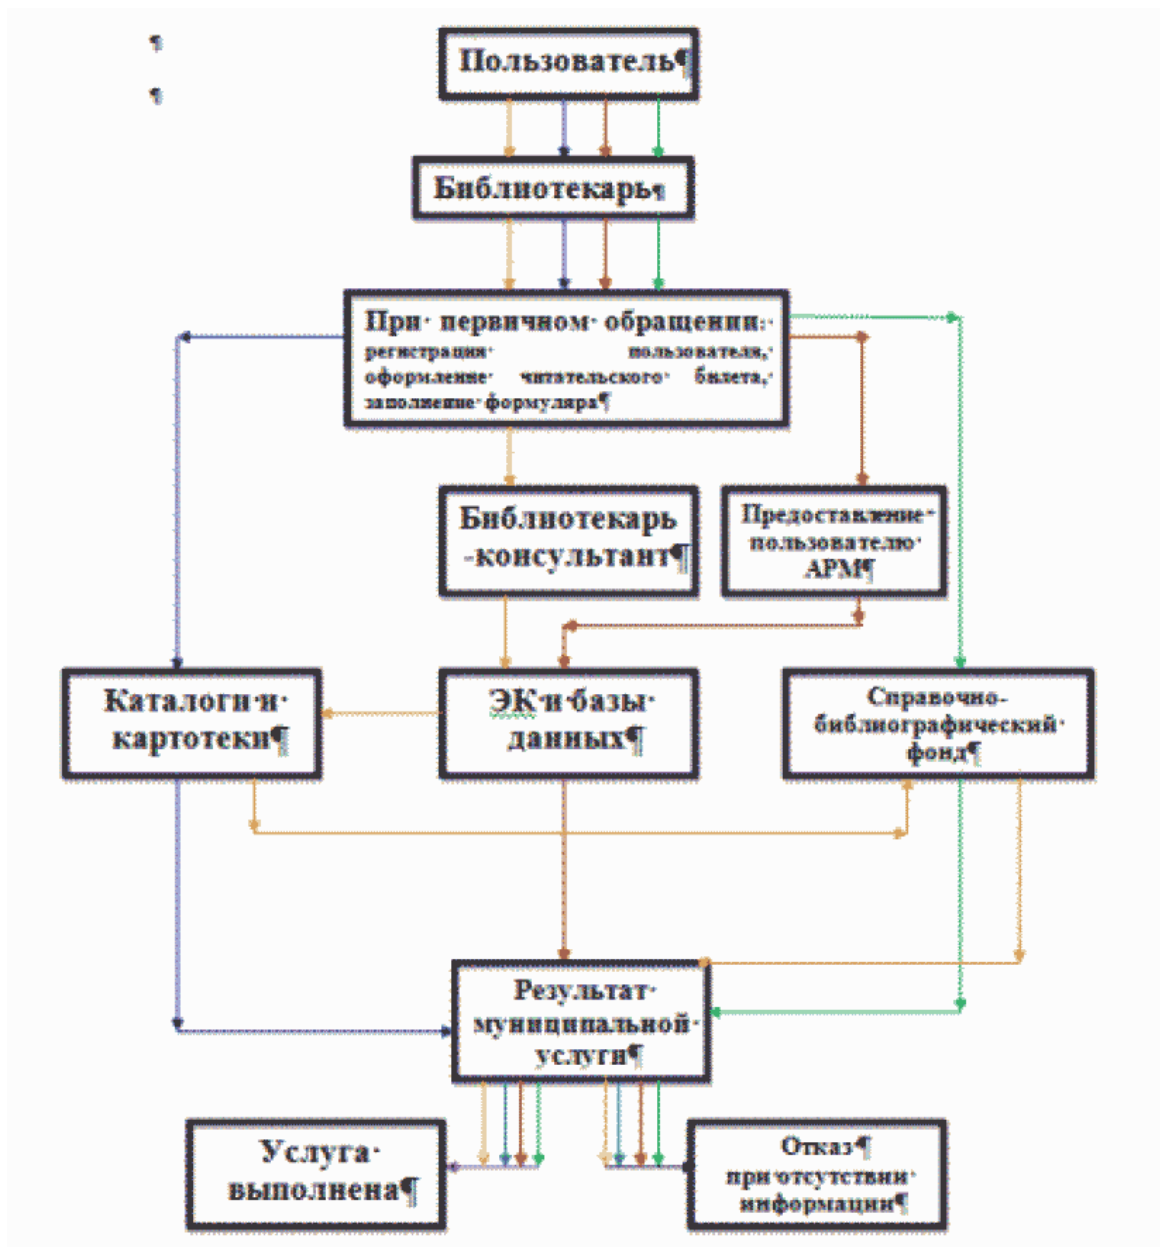 Пользователь¶
Библиотекарь¶
При первичном обращении:
регистрация пользователя,
оформление читательского билета,
заполнение формуляра¶
Библиотекарь
-консультант¶
Предоставление
пользователю
АРМ¶
Каталоги и
картотеки¶
ЭК и базы
данных¶
Справочно-
библиографический
фонд¶
Результат
муниципальной
услуги¶
Услуга
выполнена¶
Отказ¶
при отсутствии
информации¶